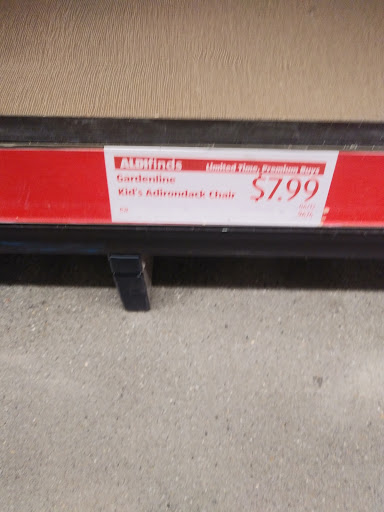 ALDIfinds Limited Time, Premium Buys
Gardenline
Kid's Adirondack Chair $7.99